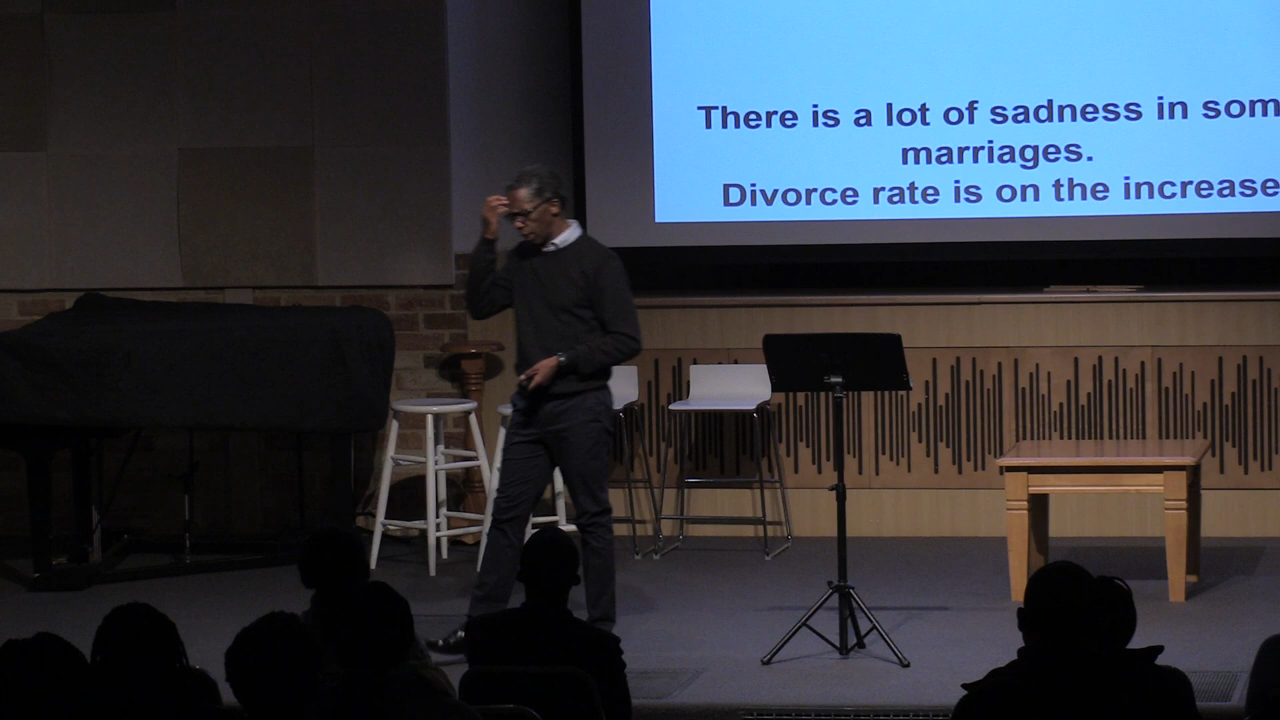 There is a lot of sadness in som
marriages.
Divorce rate is on the increase